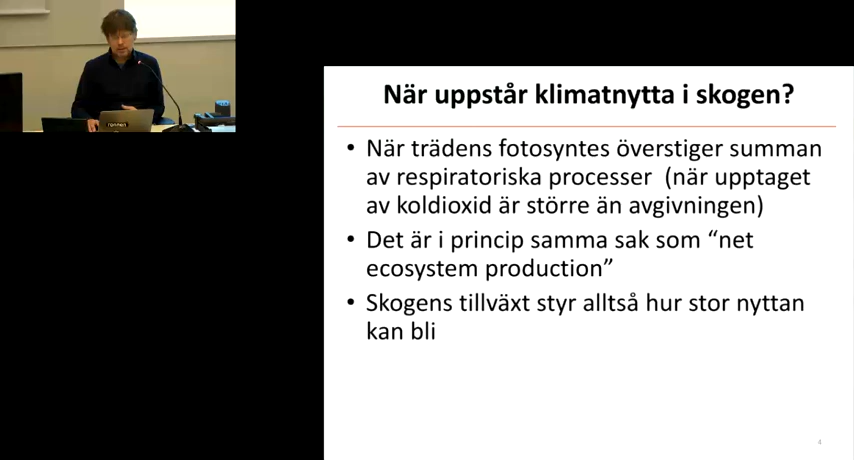 När uppstår klimatnytta i skogen?
• När trädens fotosyntes överstiger summan
av respiratoriska processer (när upptaget
av koldioxid är större än avgivningen)
• Det är i princip samma sak som “net
ecosystem production”
• Skogens tillväxt styr alltså hur stor nyttan
kan bli
4